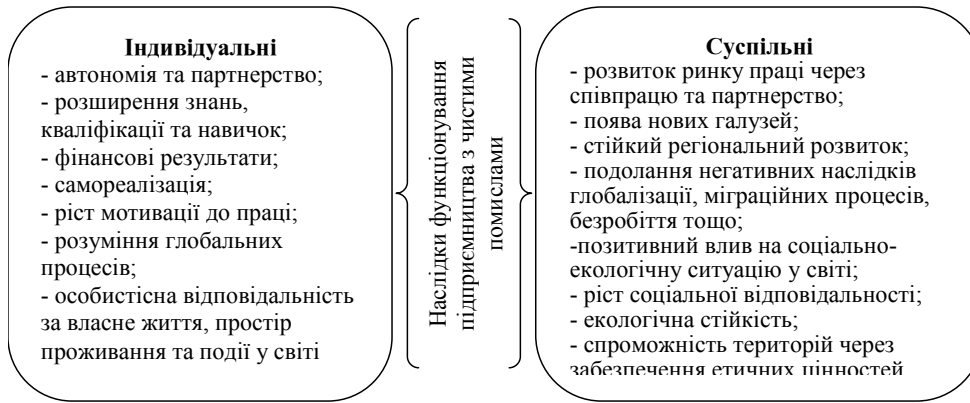 Індивідуальні
- автономія та партнерство;
- розширення знань,
кваліфікації та навичок;
- фінансові результати;
- самореалізація;
- ріст мотивації до праці;
- розуміння глобальних
процесів;
- особистісна відповідальність
за власне життя, простір
проживання та події у світі
Наслідки функціонування
підприємництва з чистими
помислами
Суспільні
- розвиток ринку праці через
співпрацю та партнерство;
- поява нових галузей;
- стійкий регіональний розвиток;
- подолання негативних наслідків
глобалізації, міграційних процесів,
безробіття тощо;
-позитивний влив на соціально-
екологічну ситуацію у світі;
- ріст соціальної відповідальності;
- екологічна стійкість;
- спроможність територій через
забезпечення етичних цінностей